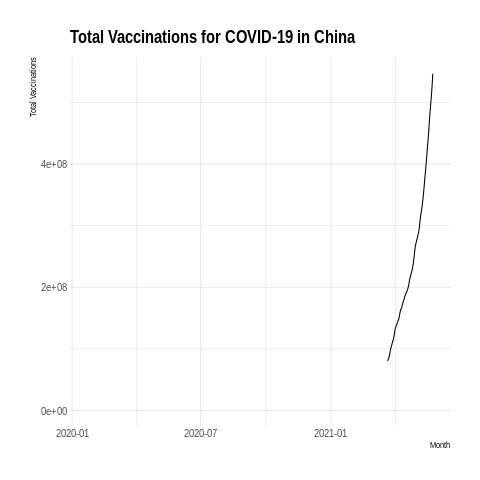 Total Vaccinations for COVID-19 in China
Total Vaccinations
4e+08
2e+08
0e+00
2020-01 2020-07 2021-01
Month